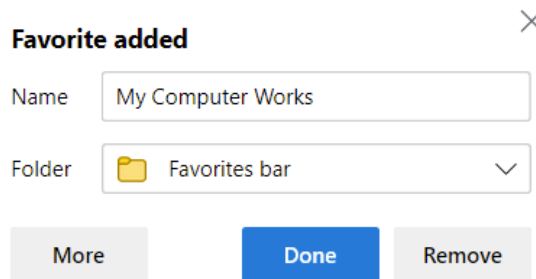 Favorite added
Name My Computer Works
Folder Favorites bar
More Done Remove